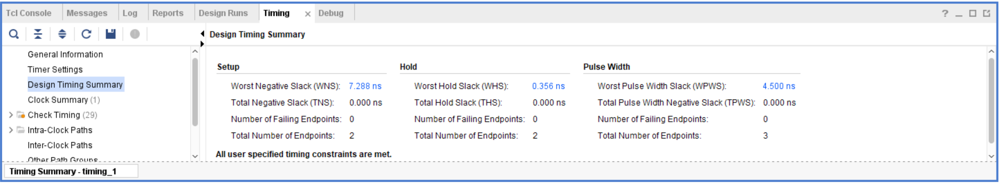 Tcl Console Messages Log Reports Design Runs Timing × Debug ? _
Design Timing Summary
General Information
Timer Settings
Design Timing Summary
Clock Summary (1)
Check Timing (29)
Intra-Clock Paths
Inter-Clock Paths
Other Path Groups
Setup Hold Pulse Width
Worst Negative Slack (WNS): 7.288 ns Worst Hold Slack (WHS): 0.356 ns Worst Pulse Width Slack (WPWS): 4.500 ns
Total Negative Slack (TNS): 0.000 ns Total Hold Slack (THS): 0.000 ns Total Pulse Width Negative Slack (TPWS): 0.000 ns
Number of Failing Endpoints: 0 Number of Failing Endpoints: 0 Number of Failing Endpoints: 0
Total Number of Endpoints: 2 Total Number of Endpoints: 2 Total Number of Endpoints: 3
All user specified timing constraints are met.
Timing Summary - timing_1